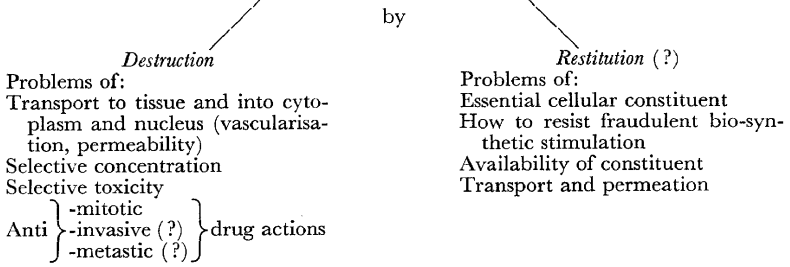 by
Destruction
Problems of:
Transport to tissue and into cyto-
plasm and nucleus (vascularisa-
tion, permeability)
Selective concentration
Selective toxicity
Anti } -mitotic
-invasive (?) } drug actions
-metastic (?)
Restitution (?)
Problems of:
Essential cellular constituent
How to resist fraudulent bio-syn-
thetic stimulation
Availability of constituent
Transport and permeation